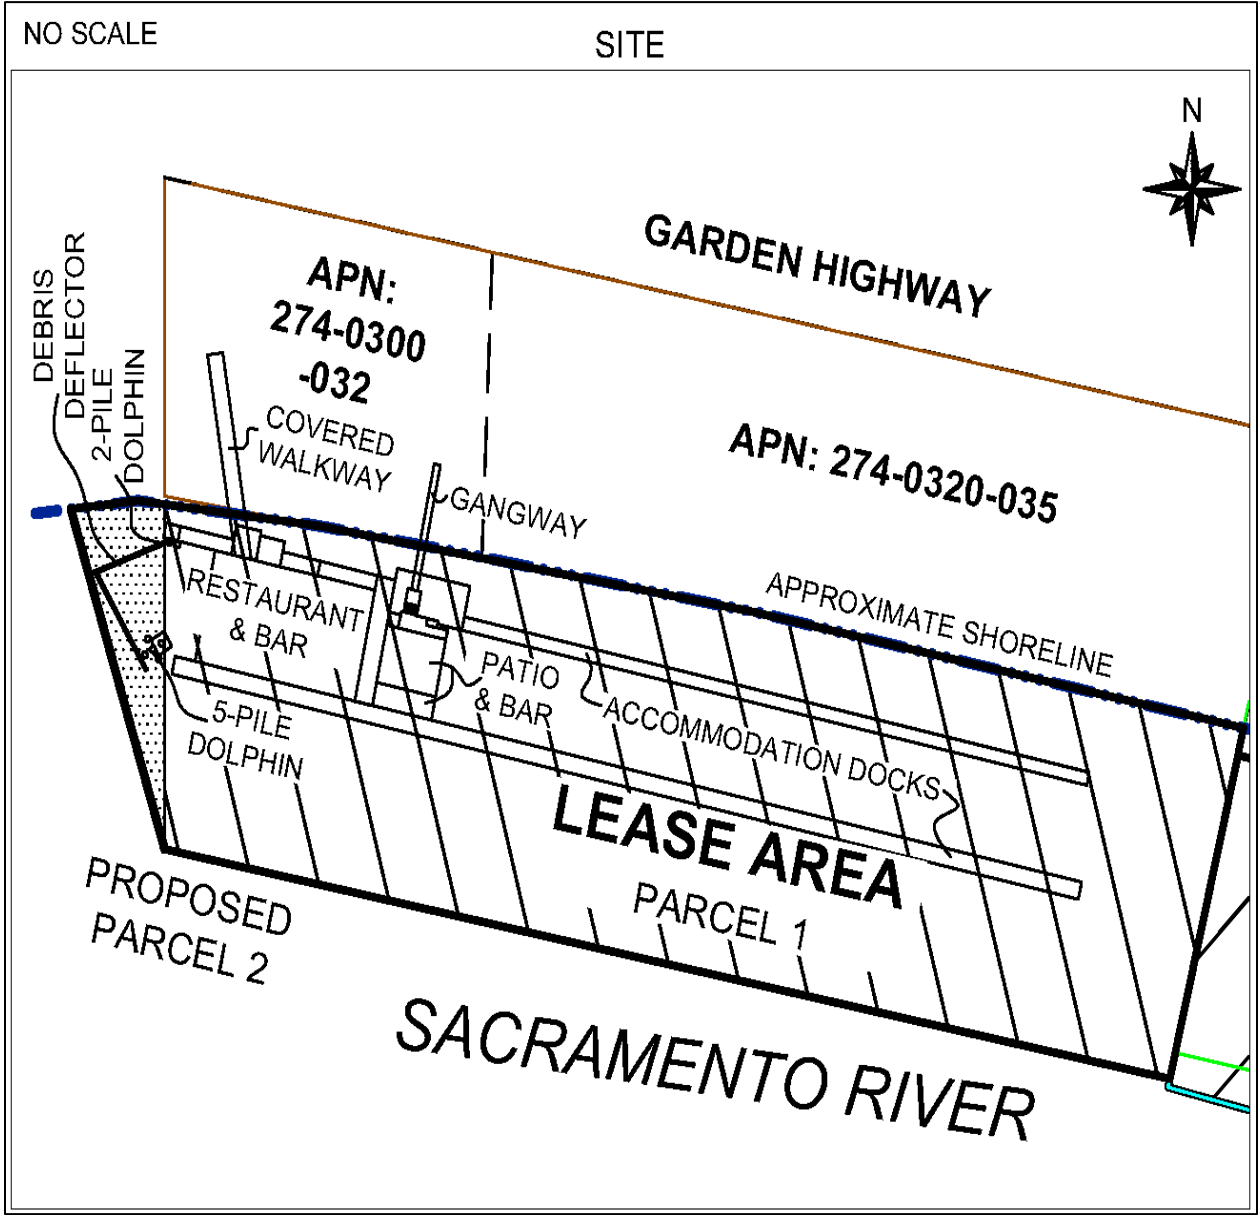 NO SCALE
SITE
N
GARDEN HIGHWAY
APN:
274-0300
-032
DEBRIS
DEFLECTOR
2-PILE
DOLPHIN
COVERED
WALKWAY
GANGWAY
APN: 274-0320-035
APPROXIMATE SHORELINE
RESTAURANT
& BAR
PATIO
& BAR
ACCOMMODATION DOCKS
5-PILE
DOLPHIN
LEASE AREA
PARCEL 1
PROPOSED
PARCEL 2
SACRAMENTO RIVER